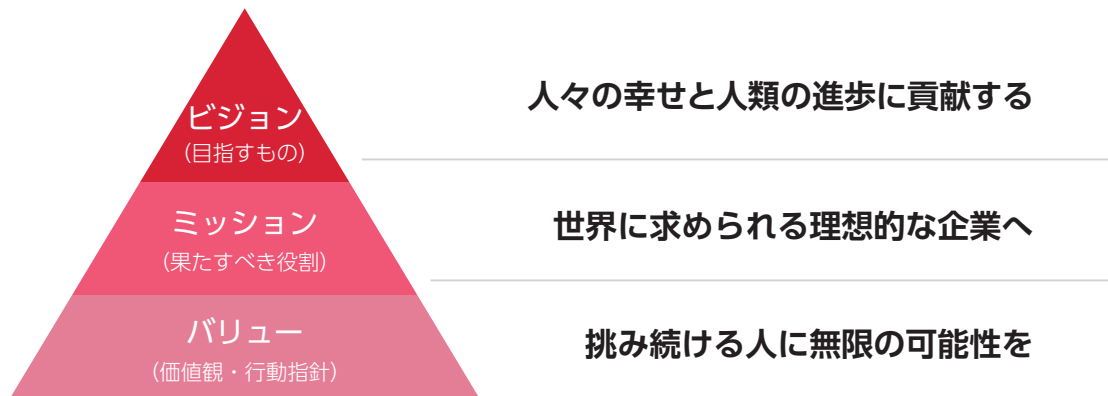 ビジョン
(目指すもの)
人々の幸せと人類の進歩に貢献する
ミッション
(果たすべき役割)
世界に求められる理想的な企業へ
バリュー
(価値観・行動指針)
挑み続ける人に無限の可能性を